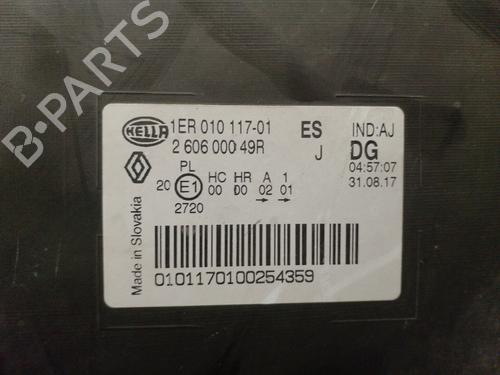 B-PARTS
HELLA
1ER 010 117-01 ES IND:AJ
2 606 000 49R J DG
04:57:07
31.08.17
PL HC HR A 1
20 E1 00 00 02 01
2720
Made in Slovakia
0101170100254359